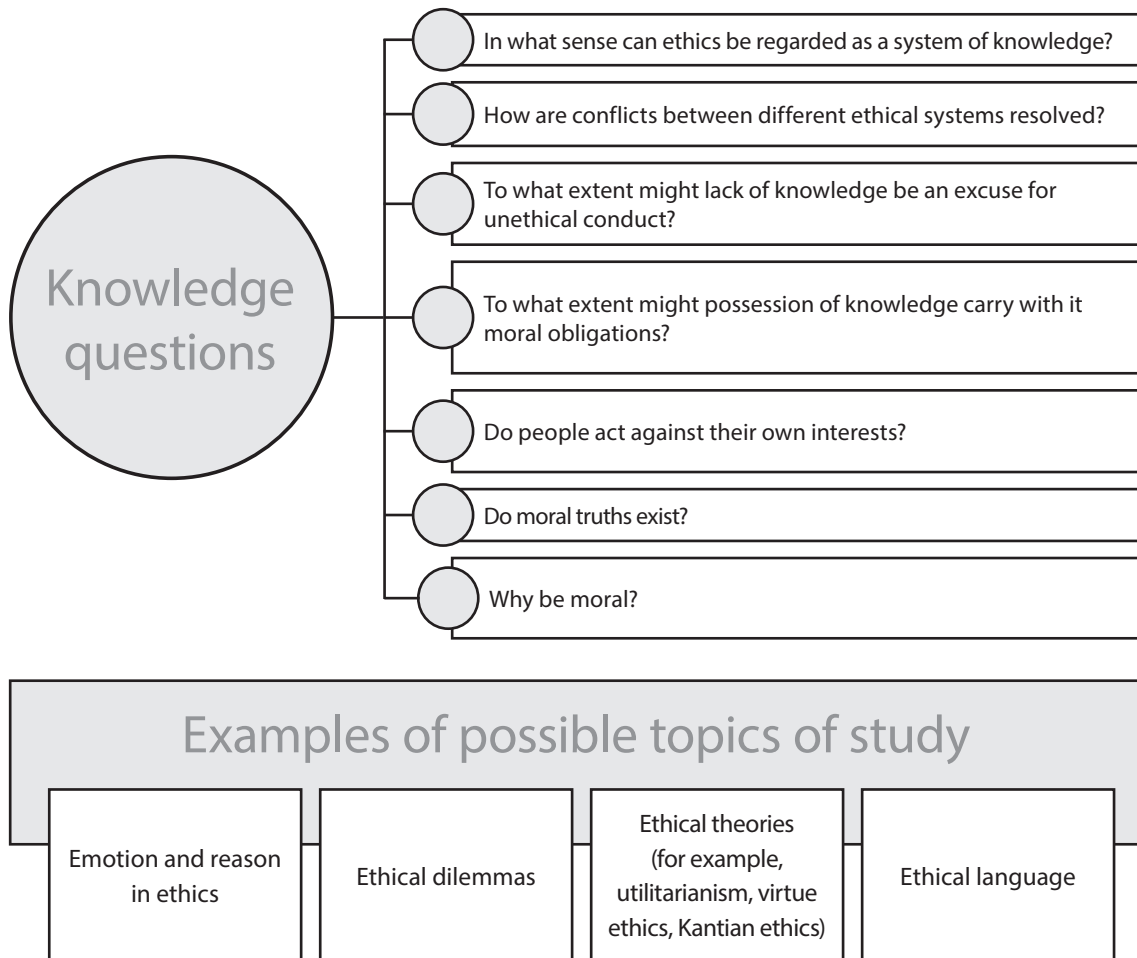 Knowledge
questions
In what sense can ethics be regarded as a system of knowledge?
How are conflicts between different ethical systems resolved?
To what extent might lack of knowledge be an excuse for
unethical conduct?
To what extent might possession of knowledge carry with it
moral obligations?
Do people act against their own interests?
Do moral truths exist?
Why be moral?
Examples of possible topics of study
Emotion and reason
in ethics
Ethical dilemmas
Ethical theories
(for example,
utilitarianism, virtue
ethics, Kantian ethics)
Ethical language